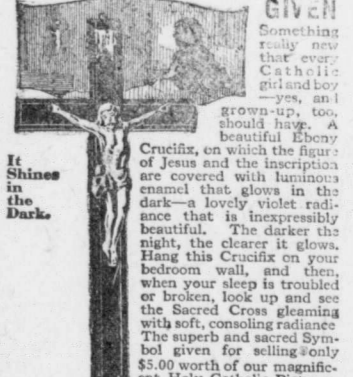 GIVEN
Something
really new
that every
Catholic
girl and boy
—yes, and
grown-up, too,
should have. A
beautiful Ebony
Crucifix, on which the figure
of Jesus and the inscription
are covered with luminous
enamel that glows in the
dark—a lovely violet radi-
ance that is inexpressibly
beautiful. The darker the
night, the clearer it glows.
Hang this Crucifix on your
bedroom wall, and then,
when your sleep is troubled
or broken, look up and see
the Sacred Cross gleaming
with soft, consoling radiance
The superb and sacred Sym-
bol given for selling only
$5.00 worth of our magnific-
ent Holy Catholic
It
Shines
in
the
Dark.